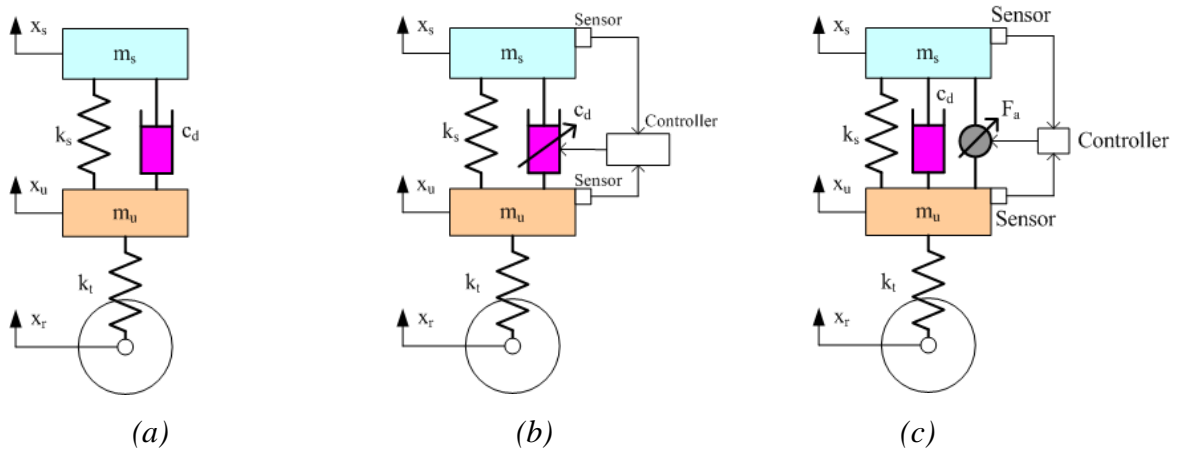 xs
ms
ks
cd
xu
mu
kt
xr
(a)
Sensor
xs
ms
cd
ks
Controller
Sensor
xu
mu
kt
xr
(b)
Sensor
xs
ms
cd
Fa
ks
Controller
xu
mu
Sensor
kt
xr
(c)